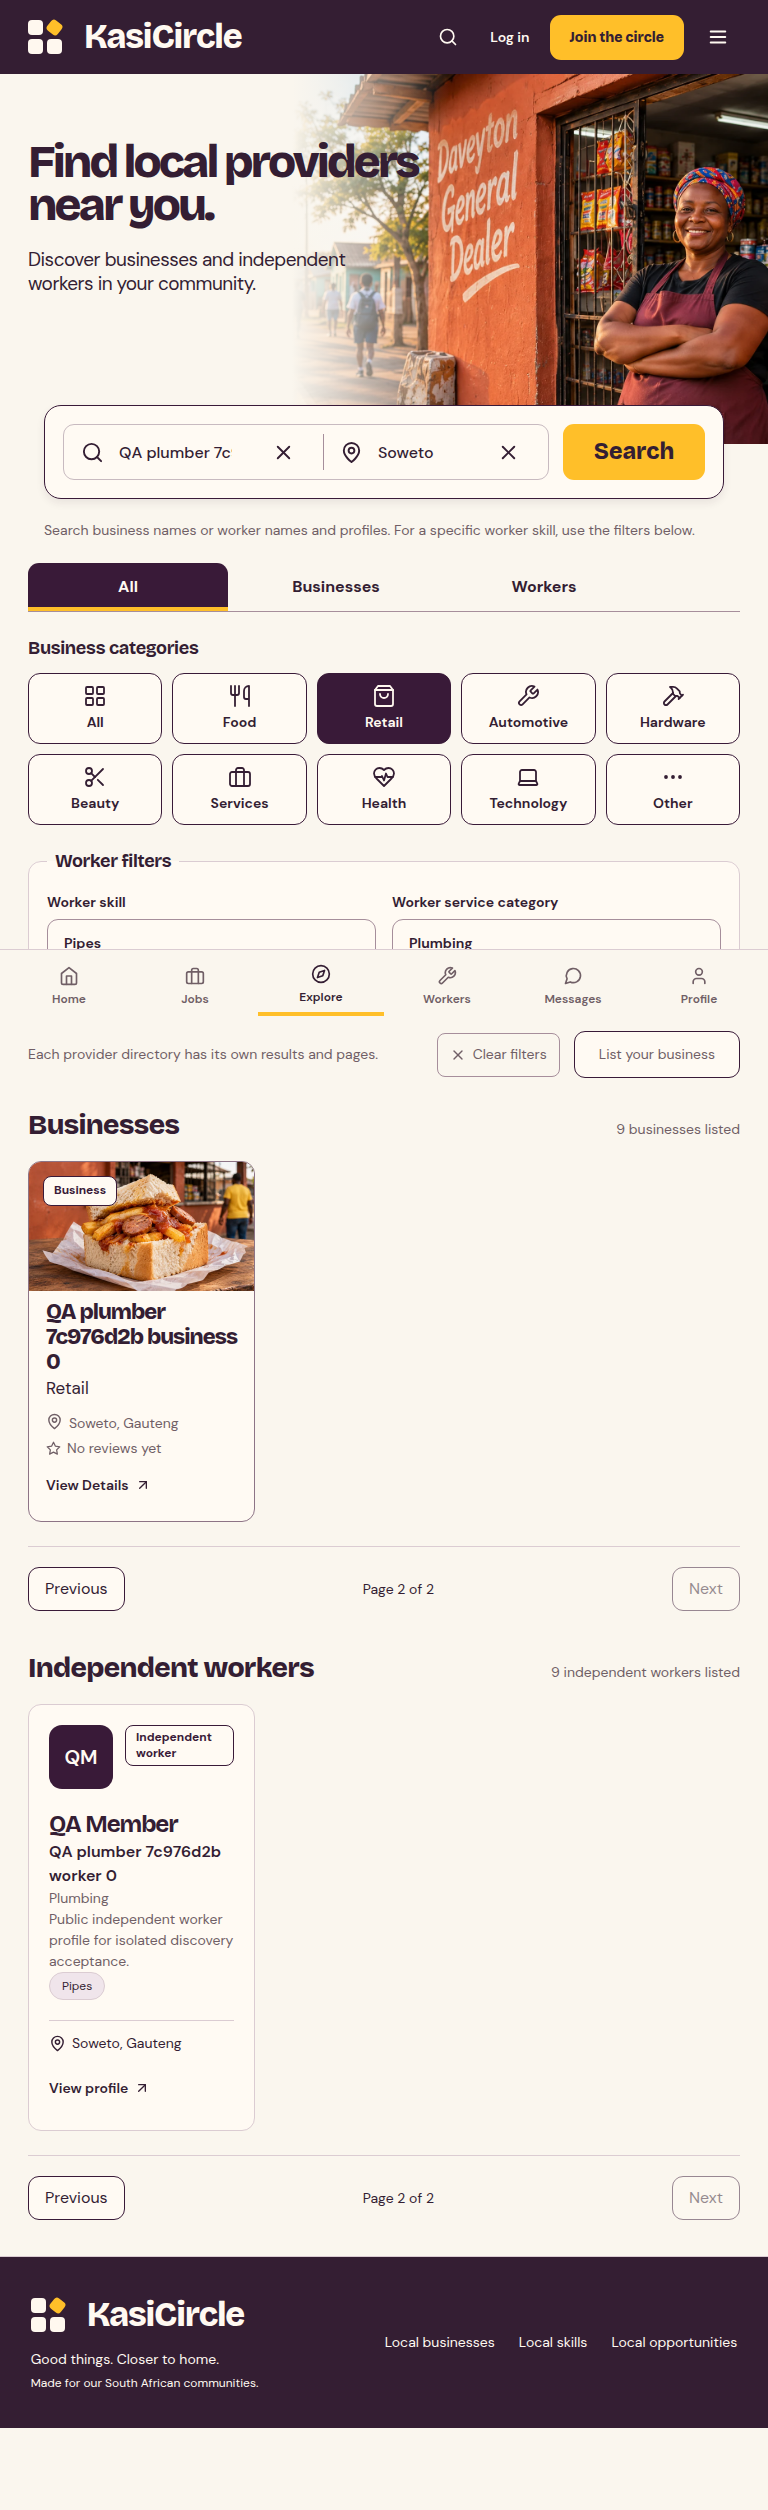 KasiCircle
Log in
Join the circle
Find local providers
near you.
Discover businesses and independent
workers in your community.
Daveyton
General
Dealer
QA plumber 7c
Soweto
Search
Search business names or worker names and profiles. For a specific worker skill, use the filters below.
All
Businesses
Workers
Business categories
All
Food
Retail
Automotive
Hardware
Beauty
Services
Health
Technology
Other
Worker filters
Worker skill
Worker service category
Pipes
Plumbing
Home
Jobs
Explore
Workers
Messages
Profile
Each provider directory has its own results and pages.
Clear filters
List your business
Businesses
9 businesses listed
Business
QA plumber
7c976d2b business
0
Retail
Soweto, Gauteng
No reviews yet
View Details
Previous
Page 2 of 2
Next
Independent workers
9 independent workers listed
QM
Independent
worker
QA Member
QA plumber 7c976d2b
worker 0
Plumbing
Public independent worker
profile for isolated discovery
acceptance.
Pipes
Soweto, Gauteng
View profile
Previous
Page 2 of 2
Next
KasiCircle
Good things. Closer to home.
Made for our South African communities.
Local businesses
Local skills
Local opportunities